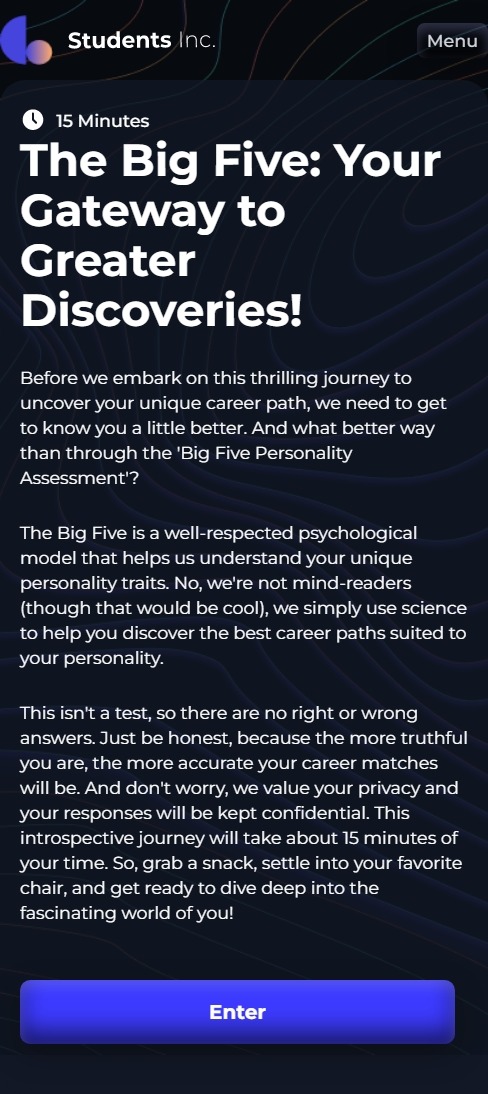 Students Inc.
Menu
15 Minutes
The Big Five: Your
Gateway to
Greater
Discoveries!
Before we embark on this thrilling journey to
uncover your unique career path, we need to get
to know you a little better. And what better way
than through the 'Big Five Personality
Assessment'?
The Big Five is a well-respected psychological
model that helps us understand your unique
personality traits. No, we're not mind-readers
(though that would be cool), we simply use science
to help you discover the best career paths suited to
your personality.
This isn't a test, so there are no right or wrong
answers. Just be honest, because the more truthful
you are, the more accurate your career matches
will be. And don't worry, we value your privacy and
your responses will be kept confidential. This
introspective journey will take about 15 minutes of
your time. So, grab a snack, settle into your favorite
chair, and get ready to dive deep into the
fascinating world of you!
Enter